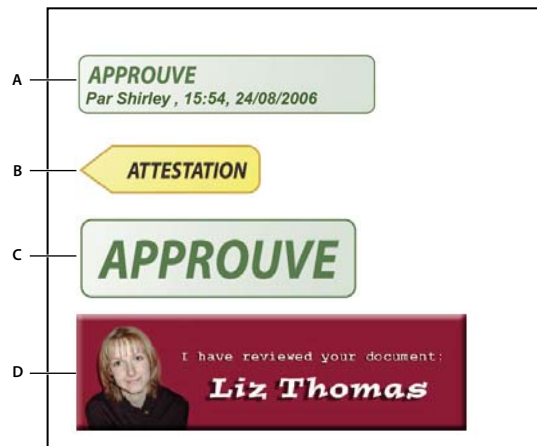 A
APPROUVE
Par Shirley , 15:54, 24/08/2006
B
ATTESTATION
C
APPROUVE
D
I have reviewed your document:
Liz Thomas